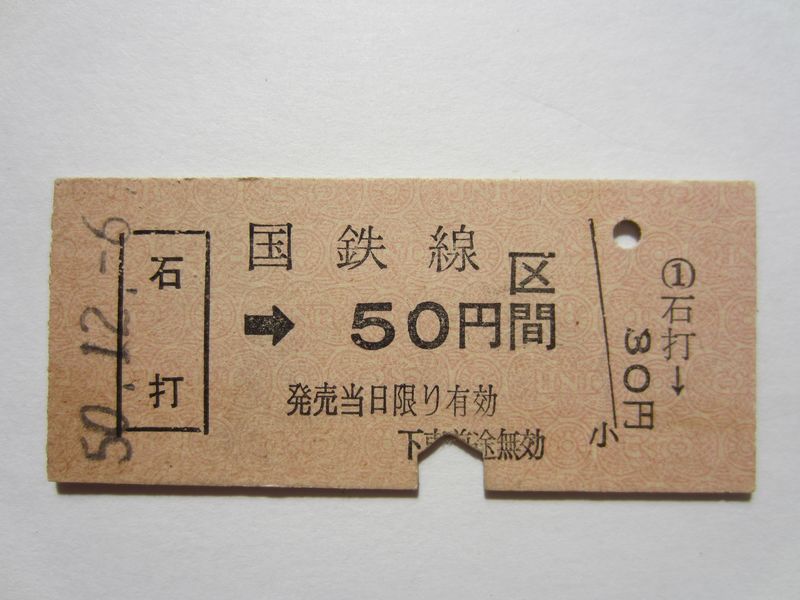 50.12.-6
石打
国鉄線
→ 50円区間
発売当日限り有効
下車前途無効
小
①石打→
30円